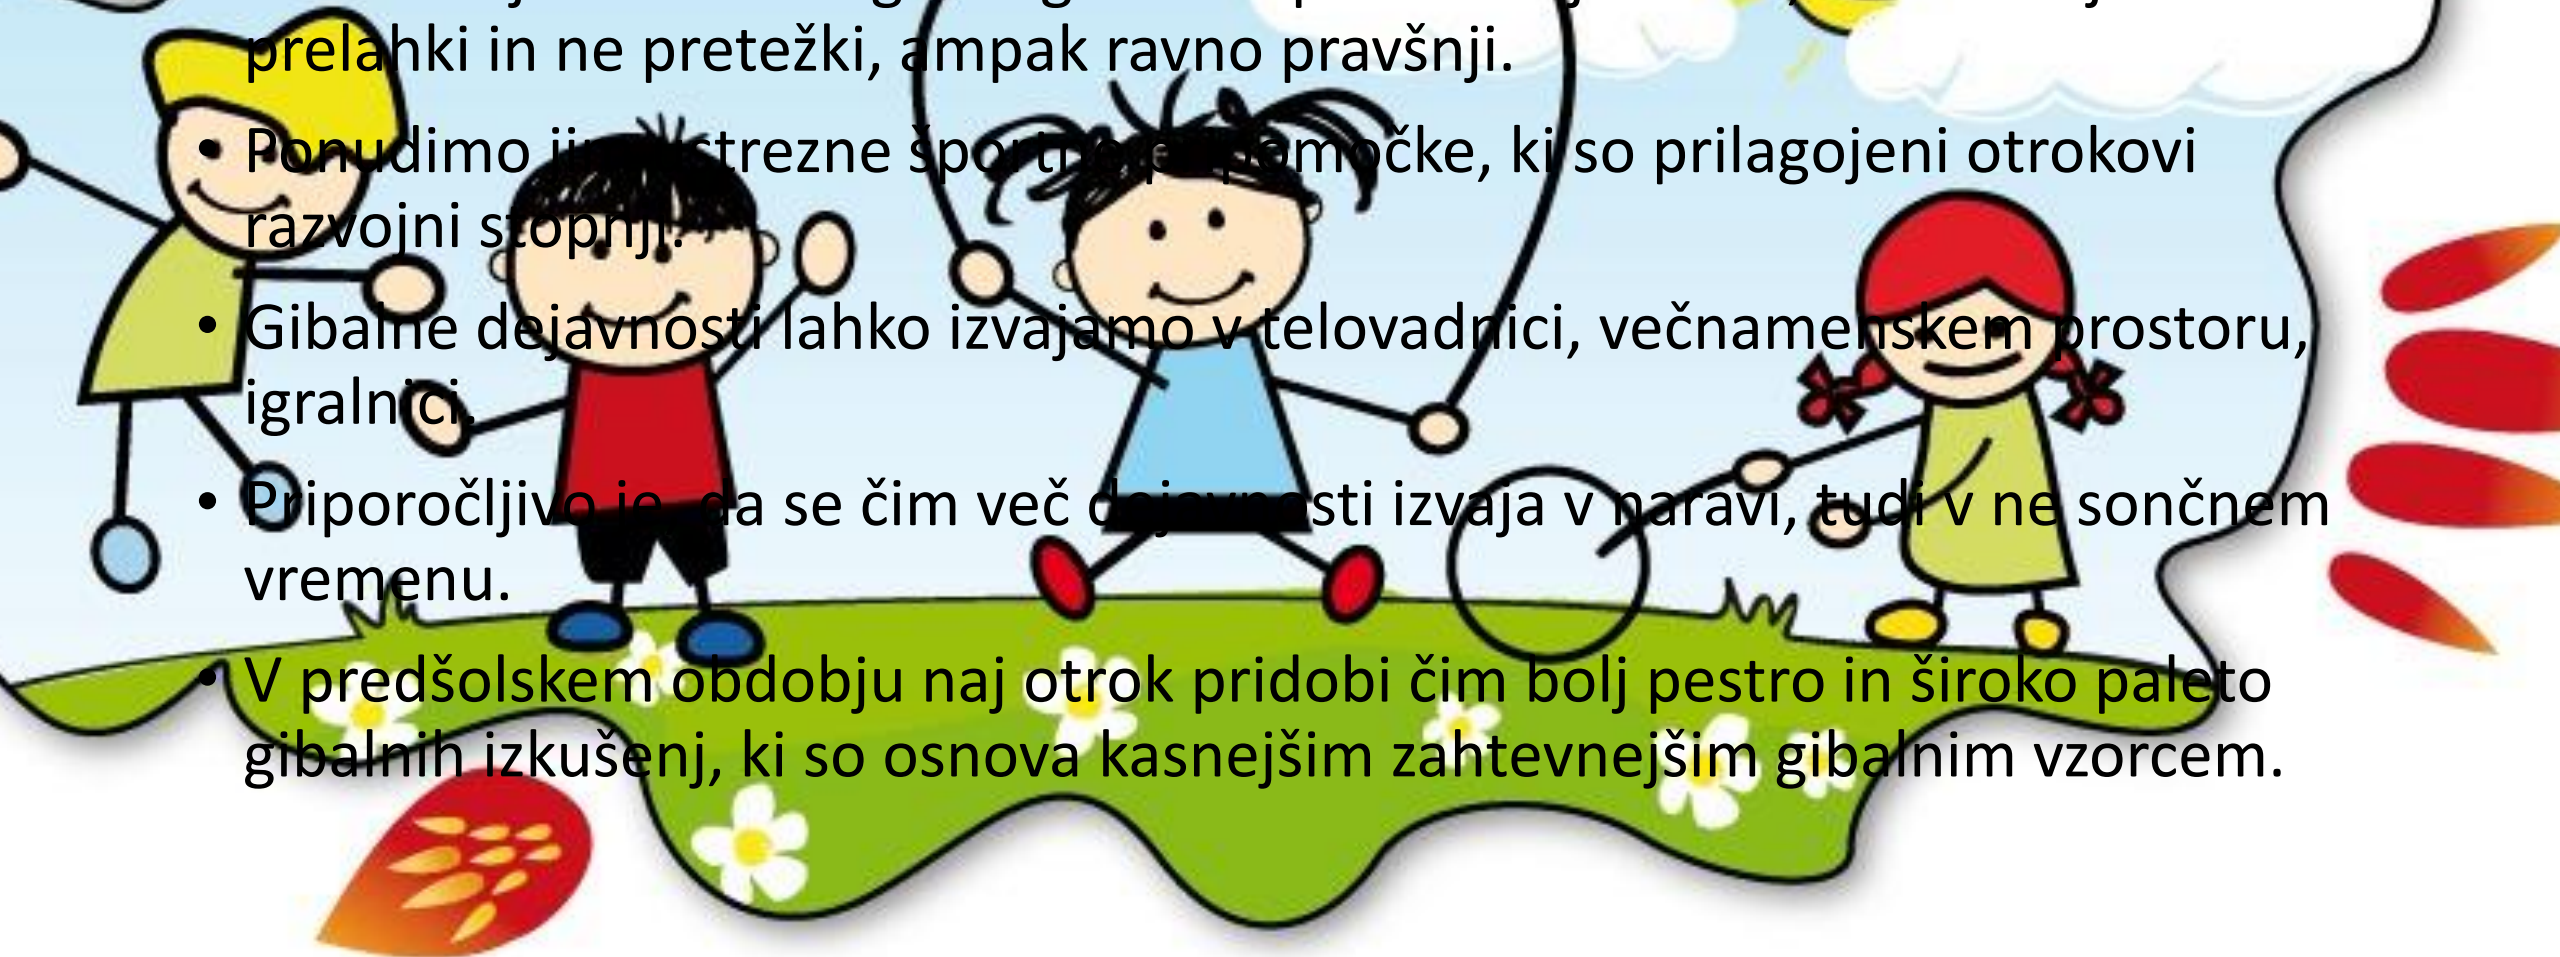 prelahki in ne pretežki, ampak ravno pravšnji.
• Ponudimo jim ustrezne športne pripomočke, ki so prilagojeni otrokovi
razvojni stopnji.
• Gibalne dejavnosti lahko izvajamo v telovadnici, večnamenskem prostoru,
igralnici.
• Priporočljivo je, da se čim več dejavnosti izvaja v naravi, tudi v ne sončnem
vremenu.
• V predšolskem obdobju naj otrok pridobi čim bolj pestro in široko paleto
gibalnih izkušenj, ki so osnova kasnejšim zahtevnejšim gibalnim vzorcem.